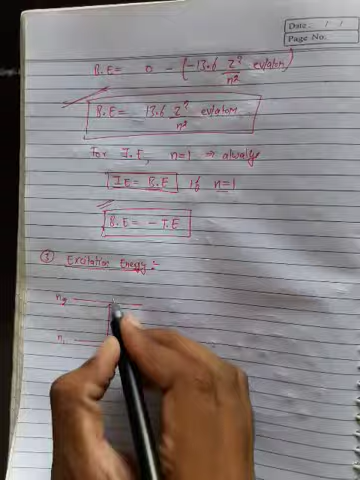 Date / /
Page No.
B.E = 0 - (-13.6 Z²/n² ev/atom)
B.E = 13.6 Z²/n² ev/atom
For I.E, n=1 ⇒ always
IE = B.E if n=1
B.E = - T.E
③ Excitation Energy :-
n₂
n₁